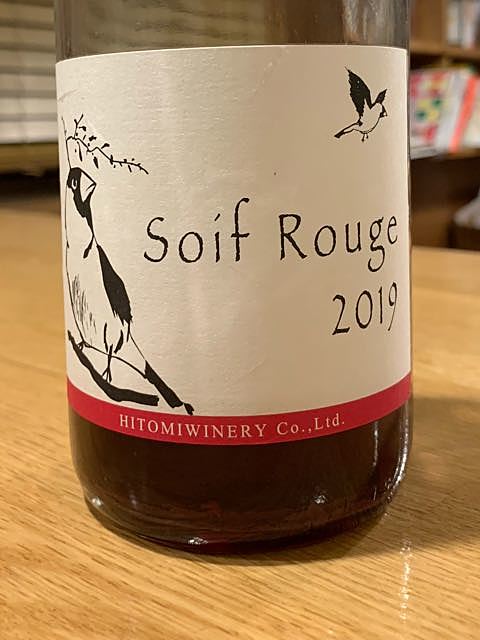 Soif Rouge
2019
HITOMIWINERY Co.,Ltd.